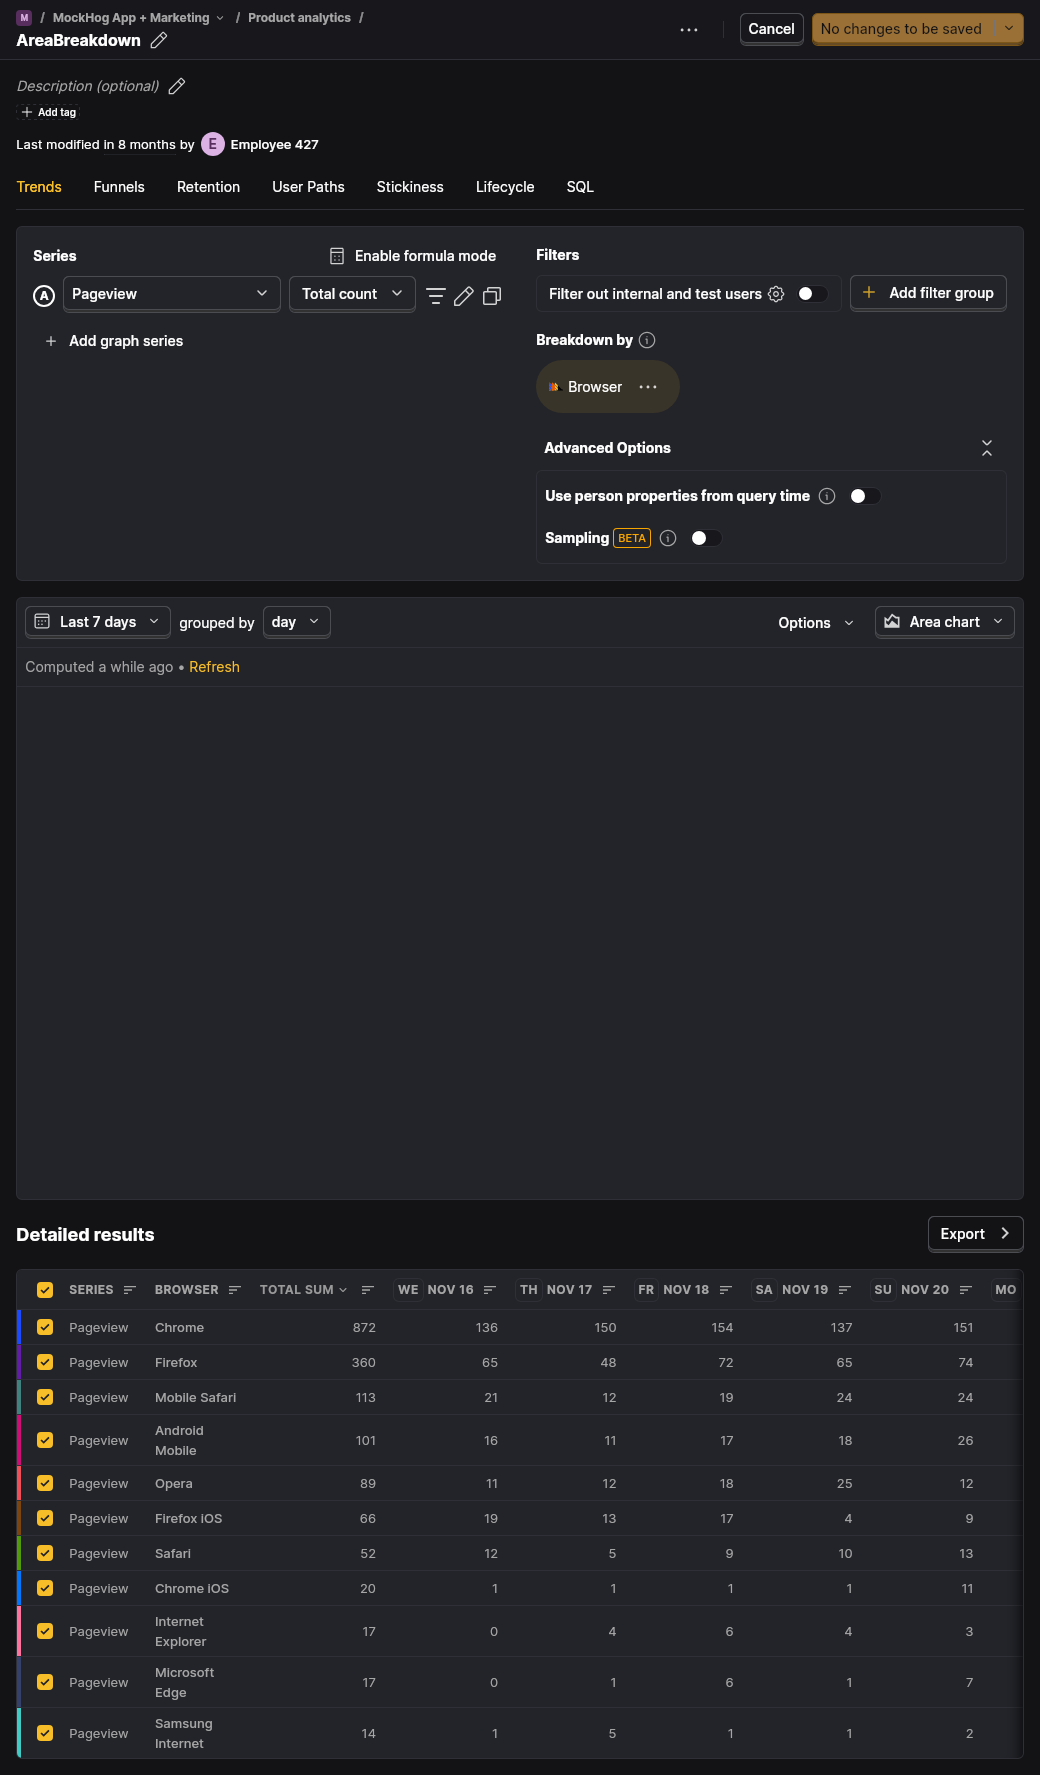 M / MockHog App + Marketing / Product analytics /
AreaBreakdown
Cancel
No changes to be saved
Description (optional)
Add tag
Last modified in 8 months by E Employee 427
Trends Funnels Retention User Paths Stickiness Lifecycle SQL
Series
Enable formula mode
A Pageview Total count
Add graph series
Filters
Filter out internal and test users
Add filter group
Breakdown by
Browser
Advanced Options
Use person properties from query time
Sampling BETA
Last 7 days grouped by day Options Area chart
Computed a while ago • Refresh
Detailed results
Export
SERIES BROWSER TOTAL SUM WE NOV 16 TH NOV 17 FR NOV 18 SA NOV 19 SU NOV 20 MO
Pageview Chrome 872 136 150 154 137 151
Pageview Firefox 360 65 48 72 65 74
Pageview Mobile Safari 113 21 12 19 24 24
Pageview Android Mobile 101 16 11 17 18 26
Pageview Opera 89 11 12 18 25 12
Pageview Firefox iOS 66 19 13 17 4 9
Pageview Safari 52 12 5 9 10 13
Pageview Chrome iOS 20 1 1 1 1 11
Pageview Internet Explorer 17 0 4 6 4 3
Pageview Microsoft Edge 17 0 1 6 1 7
Pageview Samsung Internet 14 1 5 1 1 2